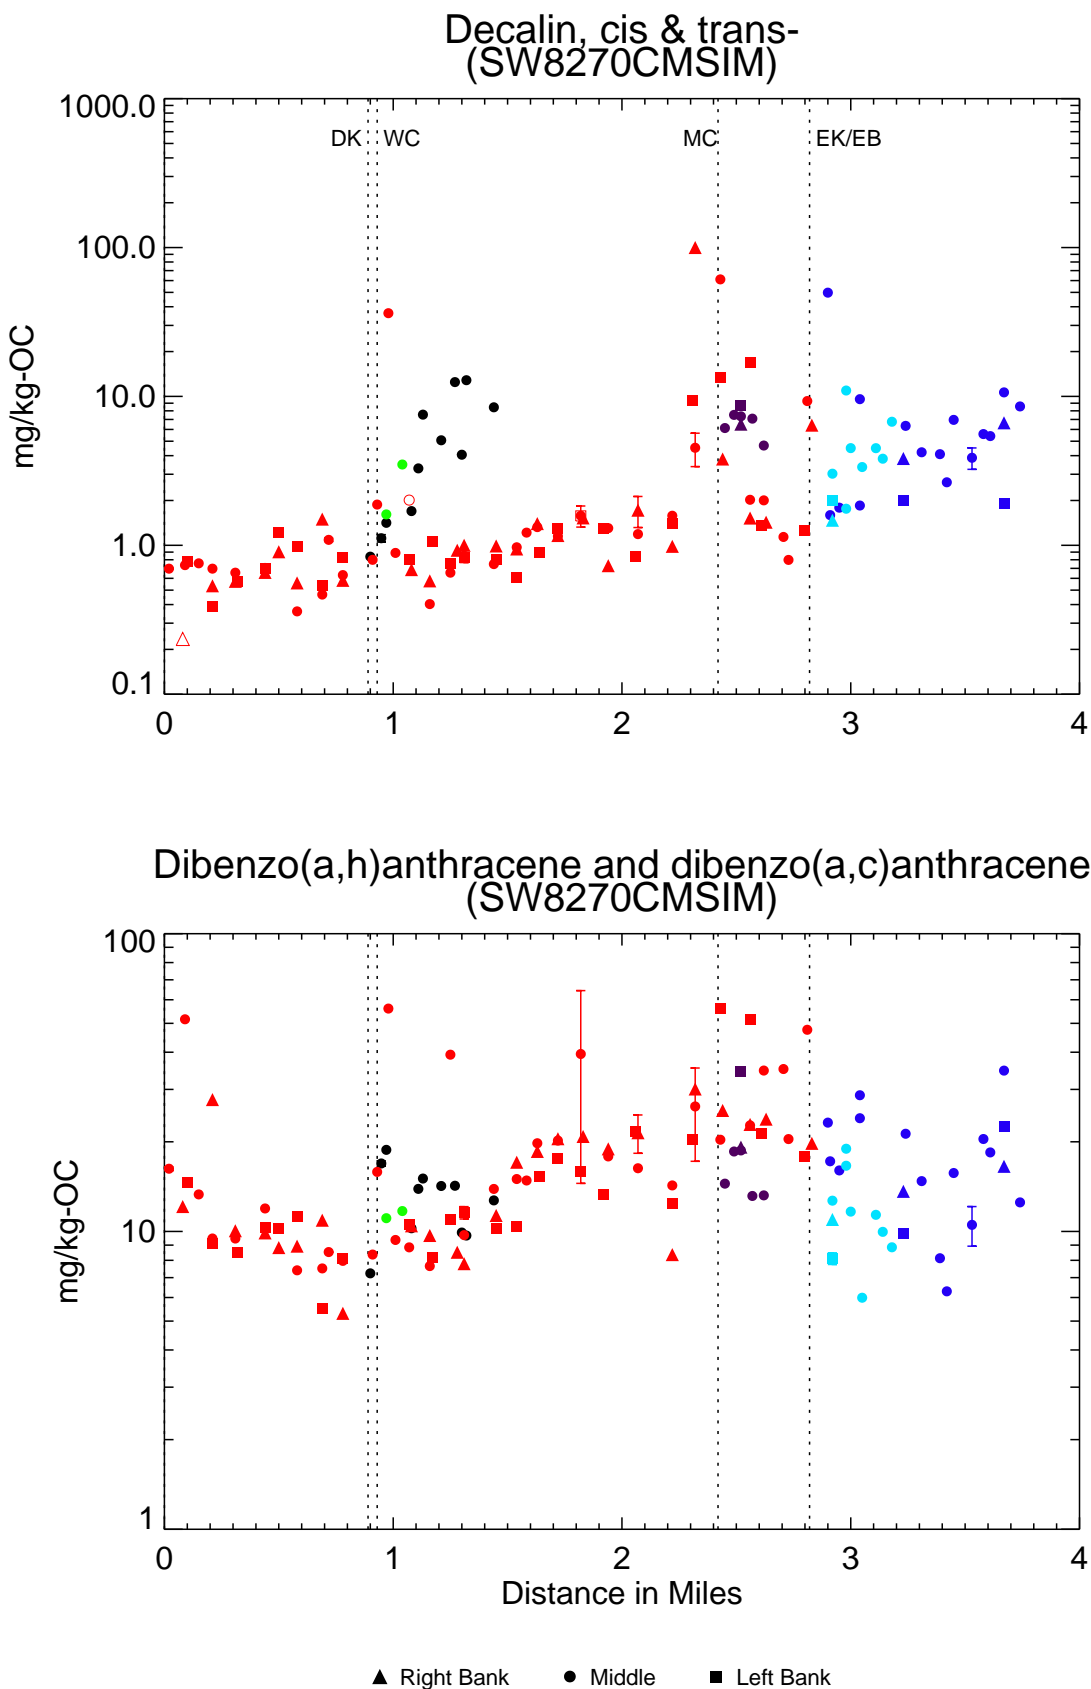 Decalin, cis & trans-
(SW8270CMSIM)
1000.0
DK WC MC EK/EB
100.0
mg/kg-OC
10.0
1.0
0.1
0 1 2 3 4
Dibenzo(a,h)anthracene and dibenzo(a,c)anthracene
(SW8270CMSIM)
100
mg/kg-OC
10
1
0 1 2 3 4
Distance in Miles
Right Bank Middle Left Bank